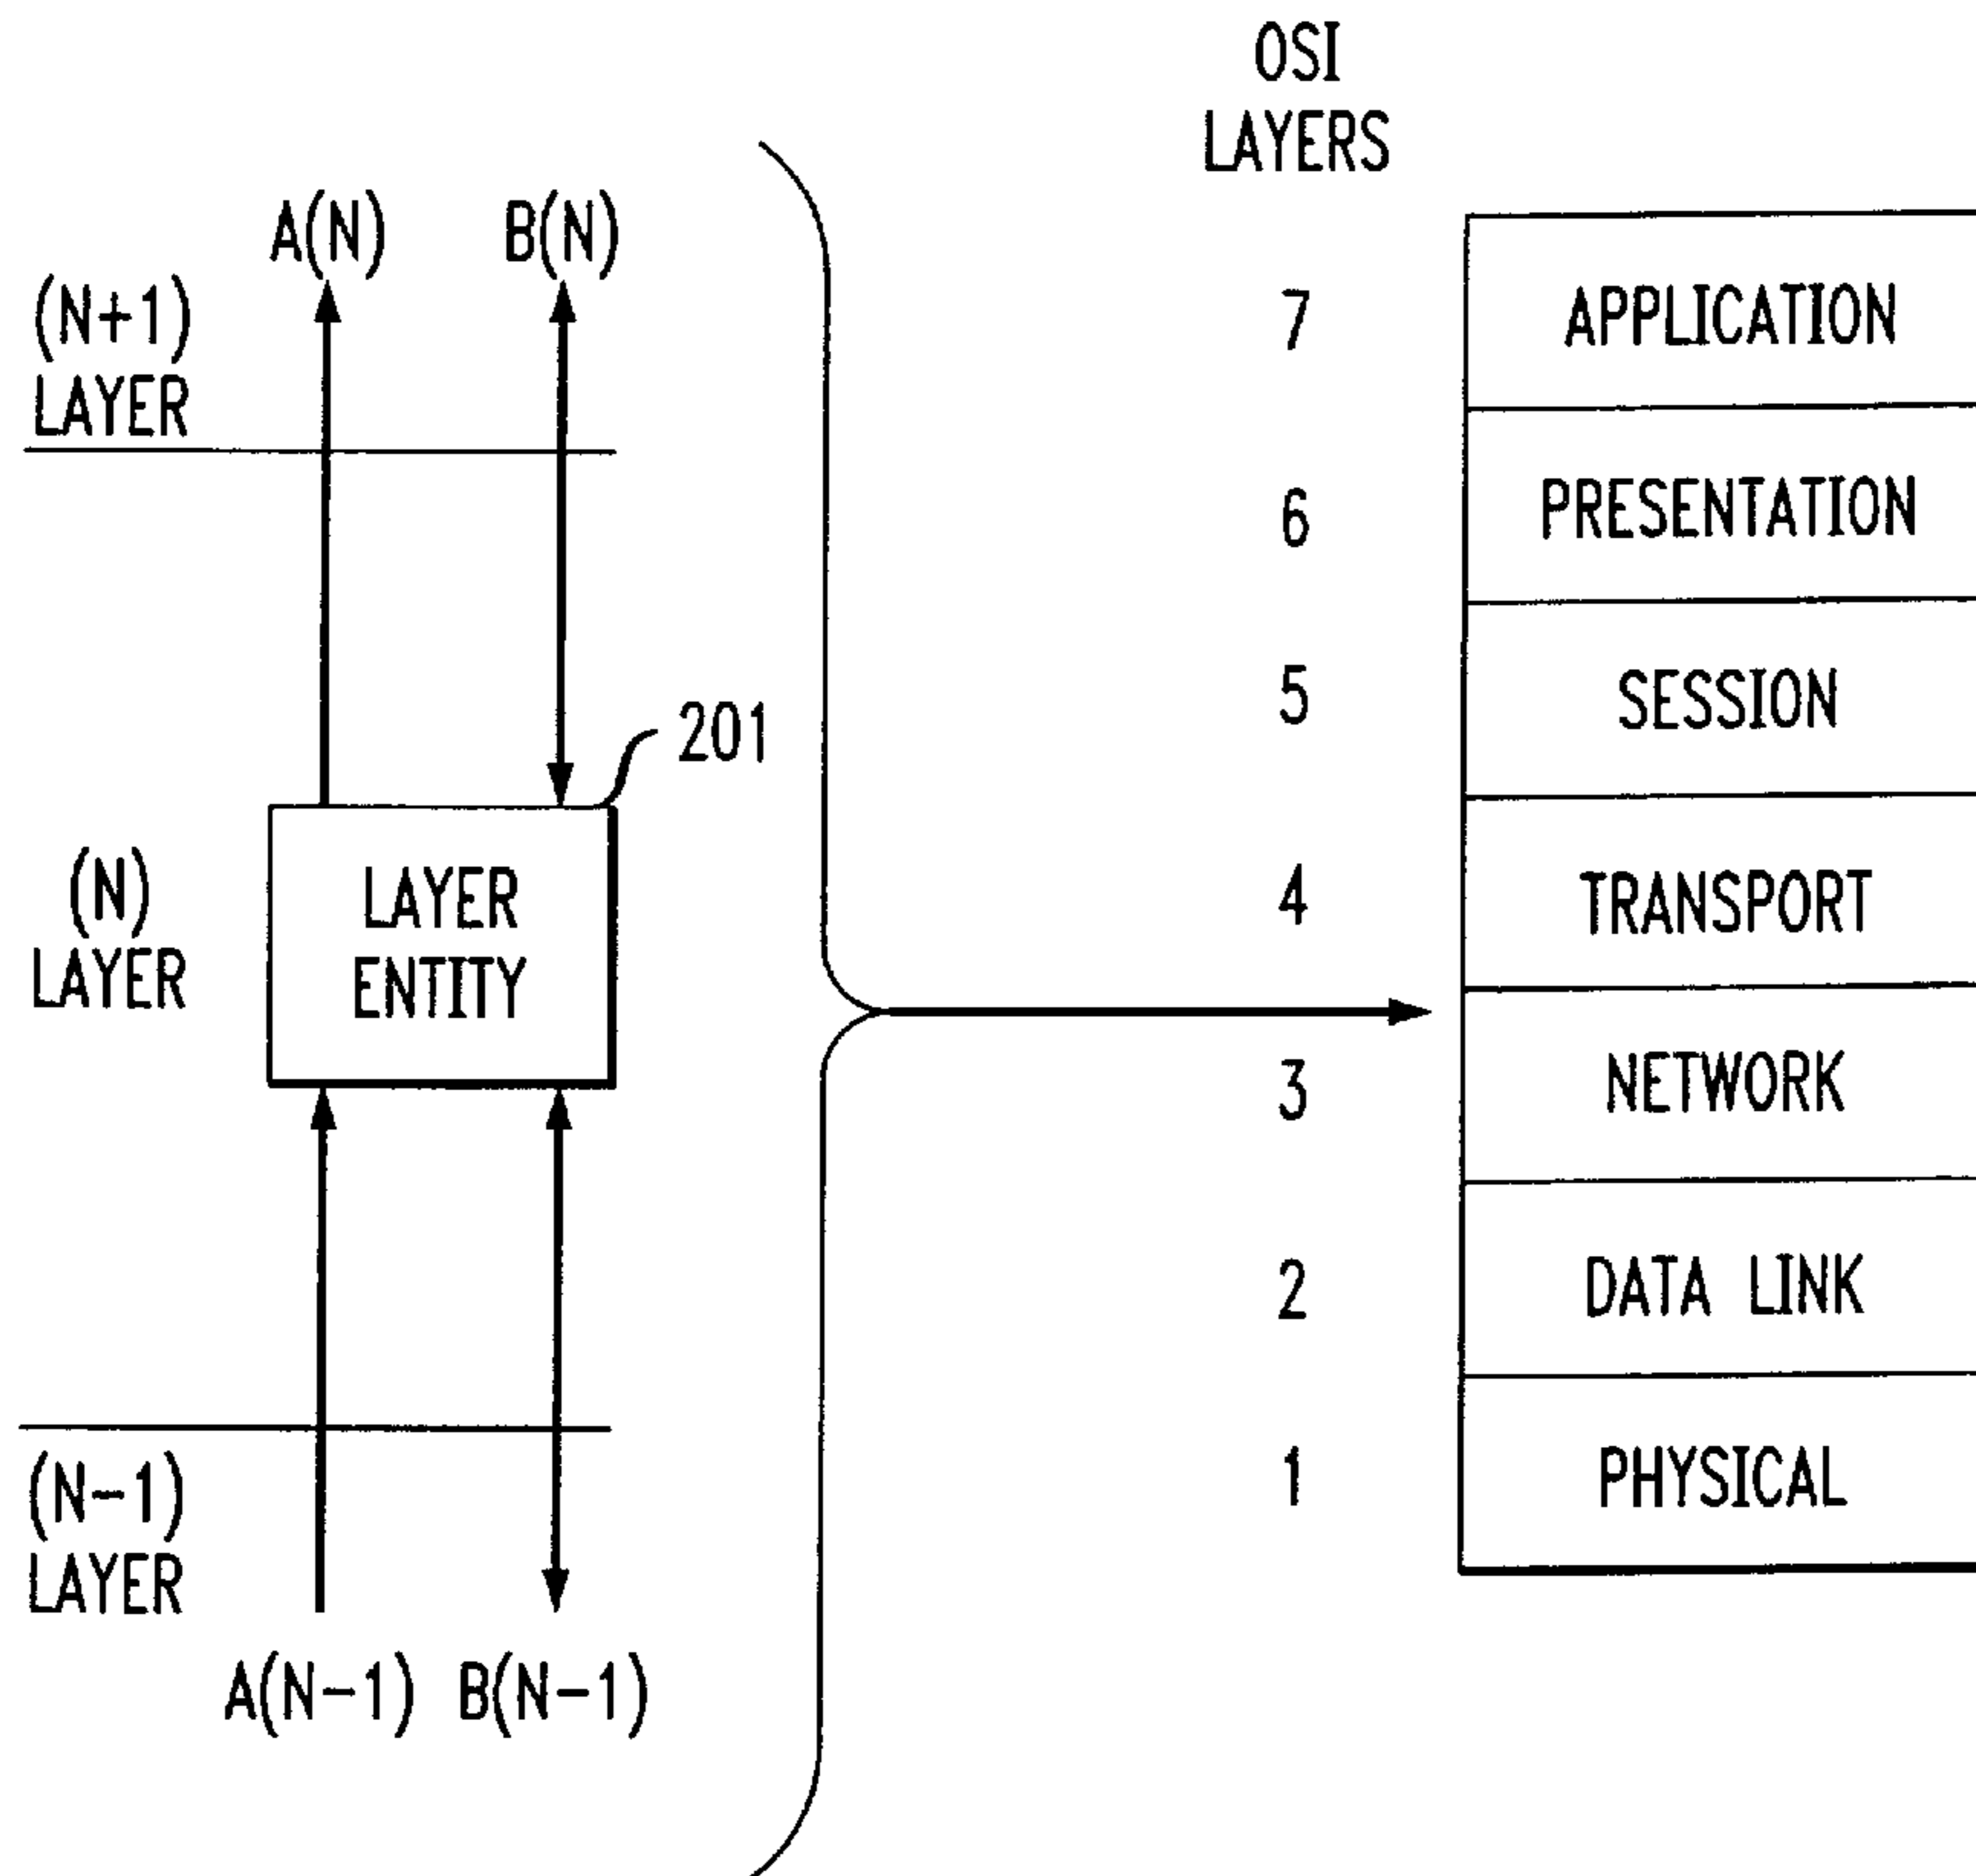 A(N) B(N)
(N+1)
LAYER
201
(N)
LAYER
LAYER
ENTITY
(N-1)
LAYER
A(N-1) B(N-1)
OSI
LAYERS
7 APPLICATION
6 PRESENTATION
5 SESSION
4 TRANSPORT
3 NETWORK
2 DATA LINK
1 PHYSICAL